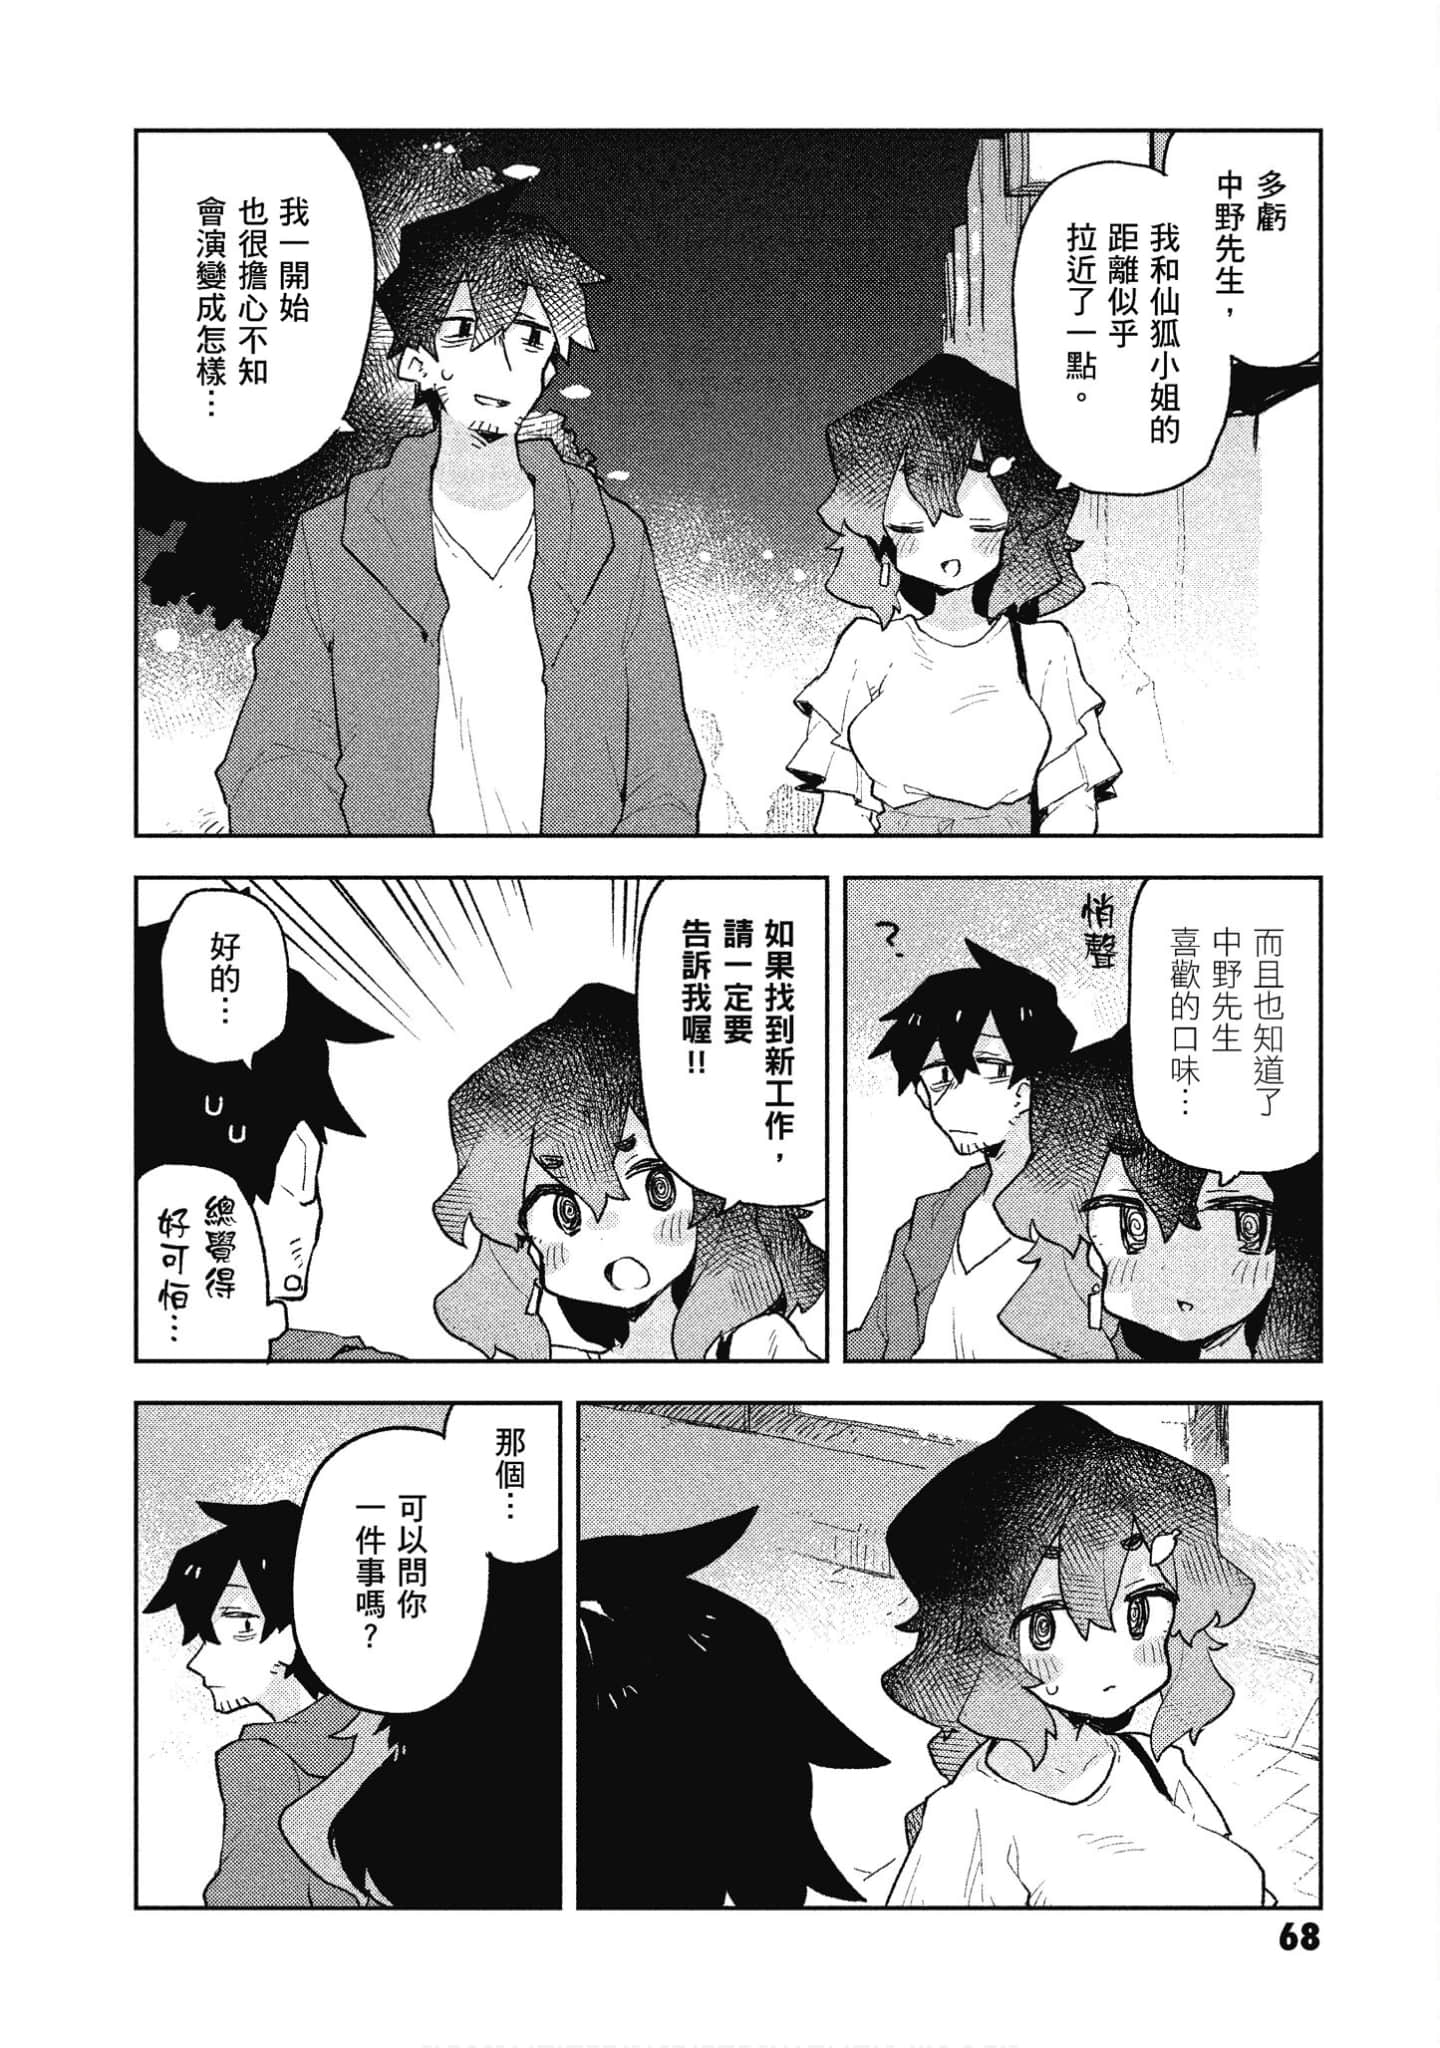 多虧
中野先生，
我和仙狐小姐的
距離似乎
拉近了一點。
我一開始
也很擔心不知
會演變成怎樣…
而且也知道了
中野先生
喜歡的口味…
悄聲
?
如果找到新工作，
請一定要
告訴我喔!!
好的…
總覺得
好可怕…
那個…
可以問你
一件事嗎？
68